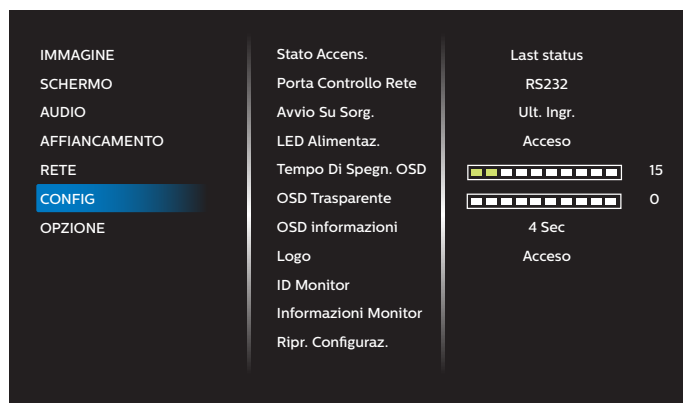 IMMAGINE
SCHERMO
AUDIO
AFFIANCAMENTO
RETE
CONFIG
OPZIONE
Stato Accens. Last status
Porta Controllo Rete RS232
Avvio Su Sorg. Ult. Ingr.
LED Alimentaz. Acceso
Tempo Di Spegn. OSD 15
OSD Trasparente 0
OSD informazioni 4 Sec
Logo Acceso
ID Monitor
Informazioni Monitor
Ripr. Configuraz.